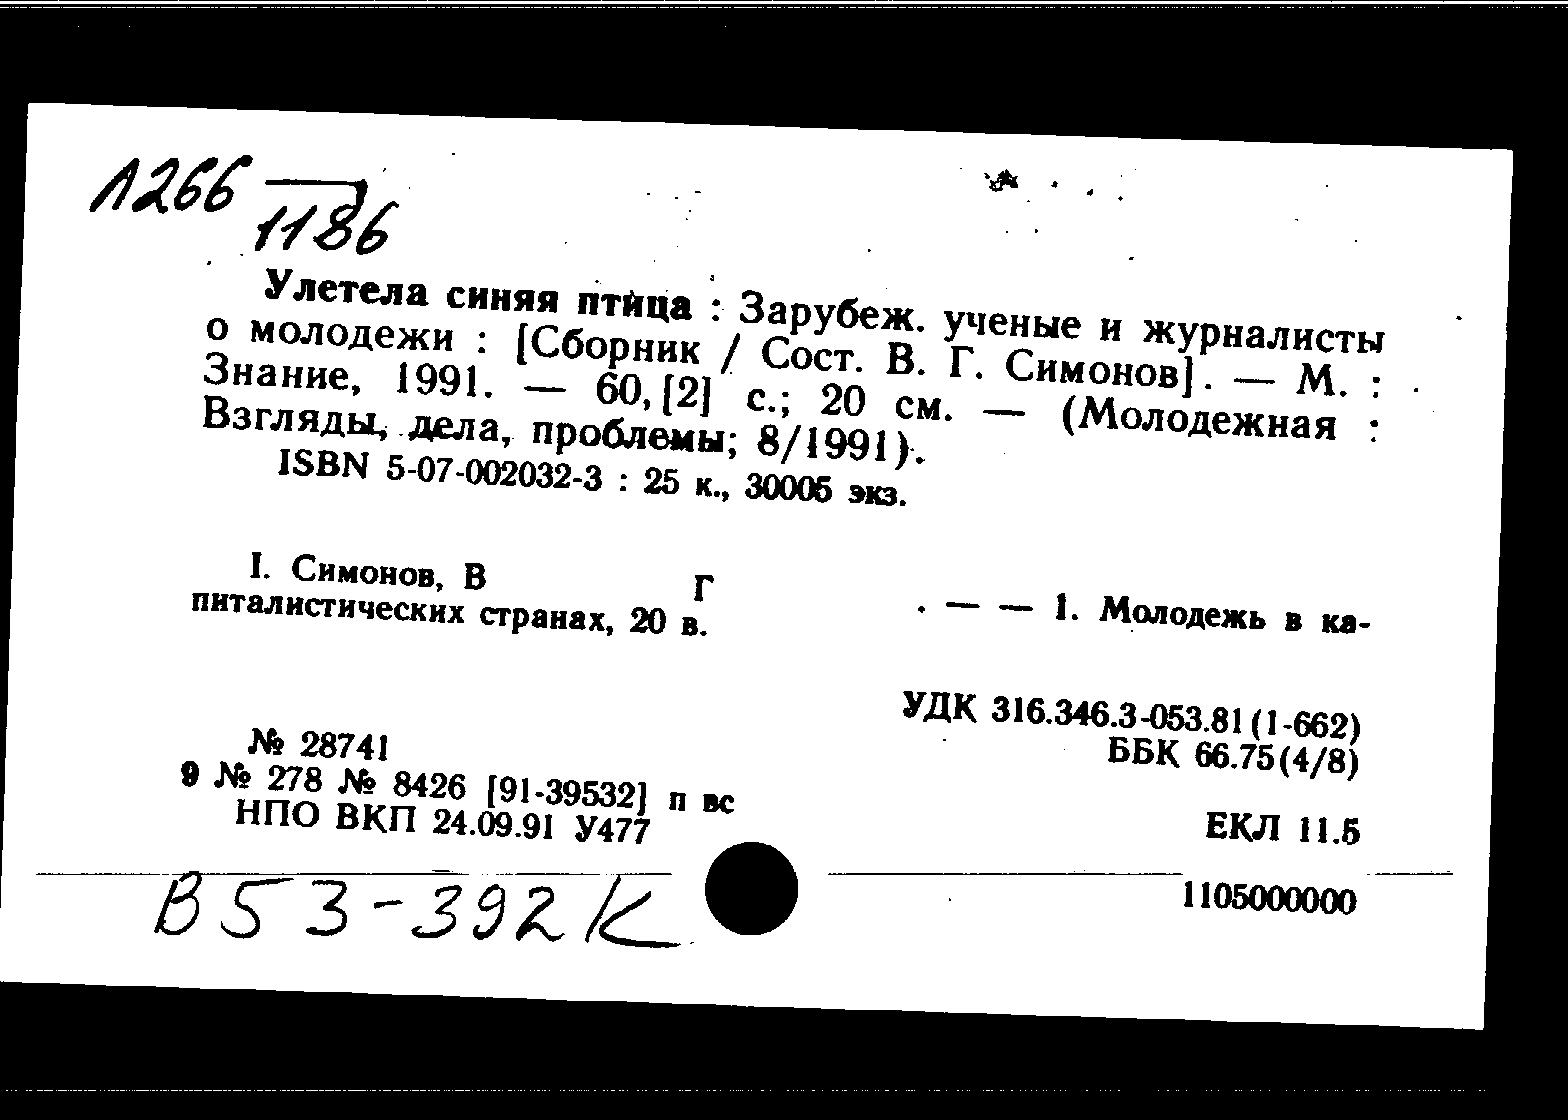 Л266
1186
Улетела синяя птица : Зарубеж. ученые и журналисты
о молодежи : [Сборник / Сост. В. Г. Симонов]. — М. :
Знание, 1991. — 60,[2] с.; 20 см. — (Молодежная :
Взгляды, дела, проблемы; 8/1991).
ISBN 5-07-002032-3 : 25 к., 30005 экз.
I. Симонов, В Г . — — 1. Молодежь в ка-
питалистических странах, 20 в.
УДК 316.346.3-053.81(1-662)
ББК 66.75(4/8)
№ 28741
9 № 278 № 8426 [91-39532] п вс
НПО ВКП 24.09.91 У477
ЕКЛ 11.5
1105000000
В53-392К